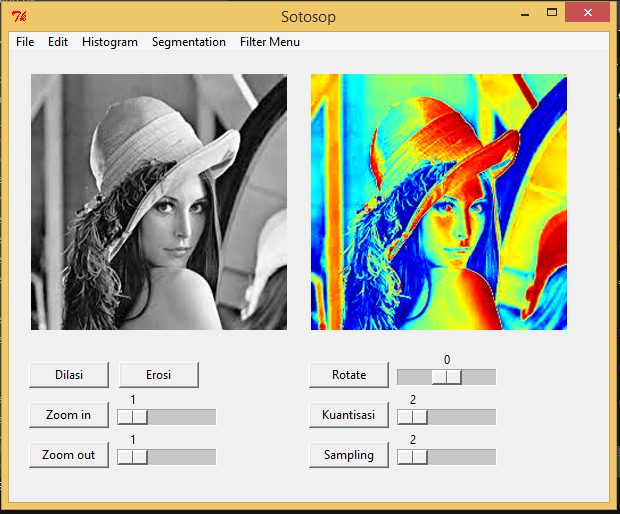 Sotosop
File Edit Histogram Segmentation Filter Menu
Dilasi Erosi Rotate 0
Zoom in 1 Kuantisasi 2
Zoom out 1 Sampling 2